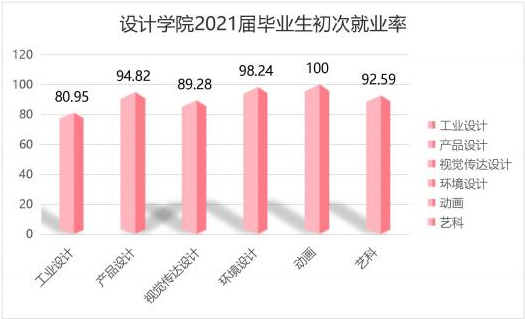 设计学院2021届毕业生初次就业率
120
100
80
60
40
20
0
80.95
94.82
89.28
98.24
100
92.59
工业设计
产品设计
视觉传达设计
环境设计
动画
艺科
工业设计
产品设计
视觉传达设计
环境设计
动画
艺科